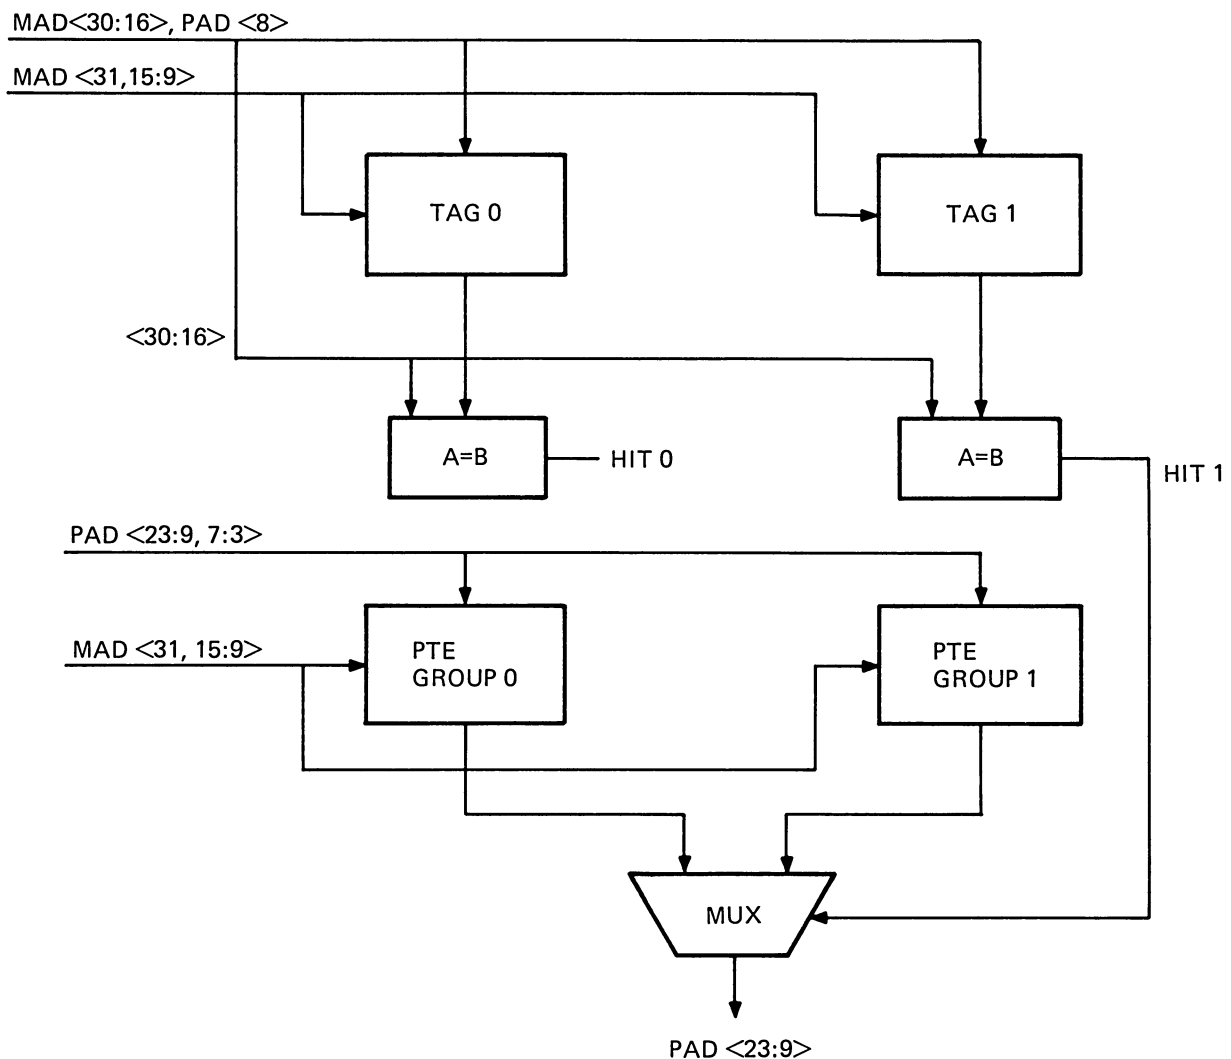 MAD<30:16>, PAD <8>
MAD <31,15:9>
TAG 0
TAG 1
<30:16>
A=B
HIT 0
A=B
HIT 1
PAD <23:9, 7:3>
MAD <31, 15:9>
PTE
GROUP 0
PTE
GROUP 1
MUX
PAD <23:9>